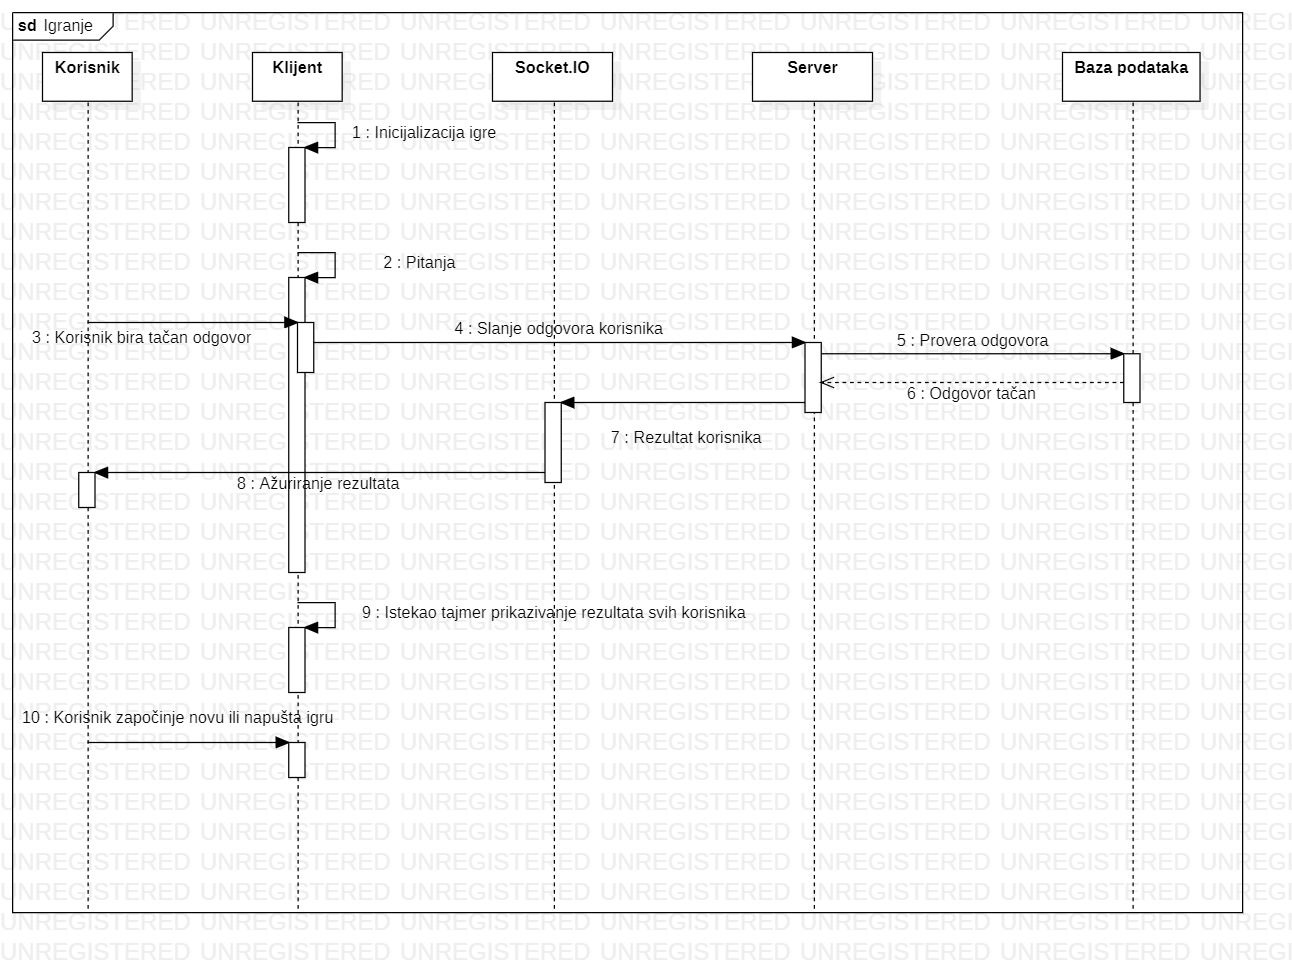 sd Igranje
Korisnik
Klijent
Socket.IO
Server
Baza podataka
1 : Inicijalizacija igre
2 : Pitanja
3 : Korisnik bira tačan odgovor
4 : Slanje odgovora korisnika
5 : Provera odgovora
6 : Odgovor tačan
7 : Rezultat korisnika
8 : Ažuriranje rezultata
9 : Istekao tajmer prikazivanje rezultata svih korisnika
10 : Korisnik započinje novu ili napušta igru
UNREGISTERED